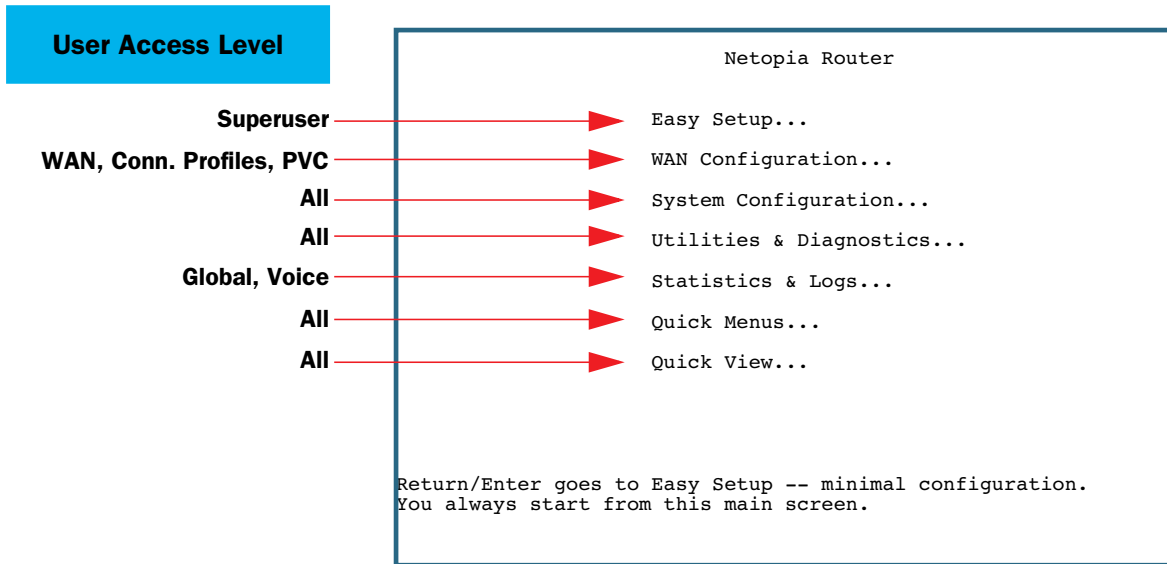 User Access Level
Netopia Router
Superuser Easy Setup...
WAN, Conn. Profiles, PVC WAN Configuration...
All System Configuration...
All Utilities & Diagnostics...
Global, Voice Statistics & Logs...
All Quick Menus...
All Quick View...
Return/Enter goes to Easy Setup -- minimal configuration.
You always start from this main screen.